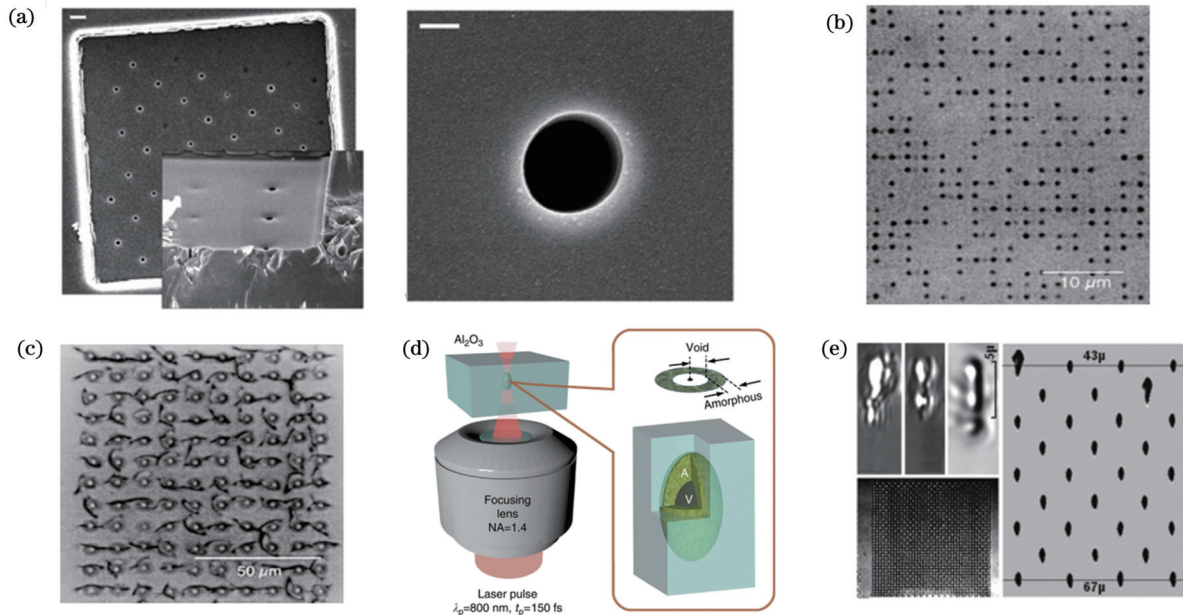 (a)
(b)
10 μm
(c)
50 μm
(d)
Al2O3
Focusing
lens
NA=1.4
Laser pulse
λp=800 nm, tp=150 fs
Void
Amorphous
A
V
(e)
5μ
43μ
67μ